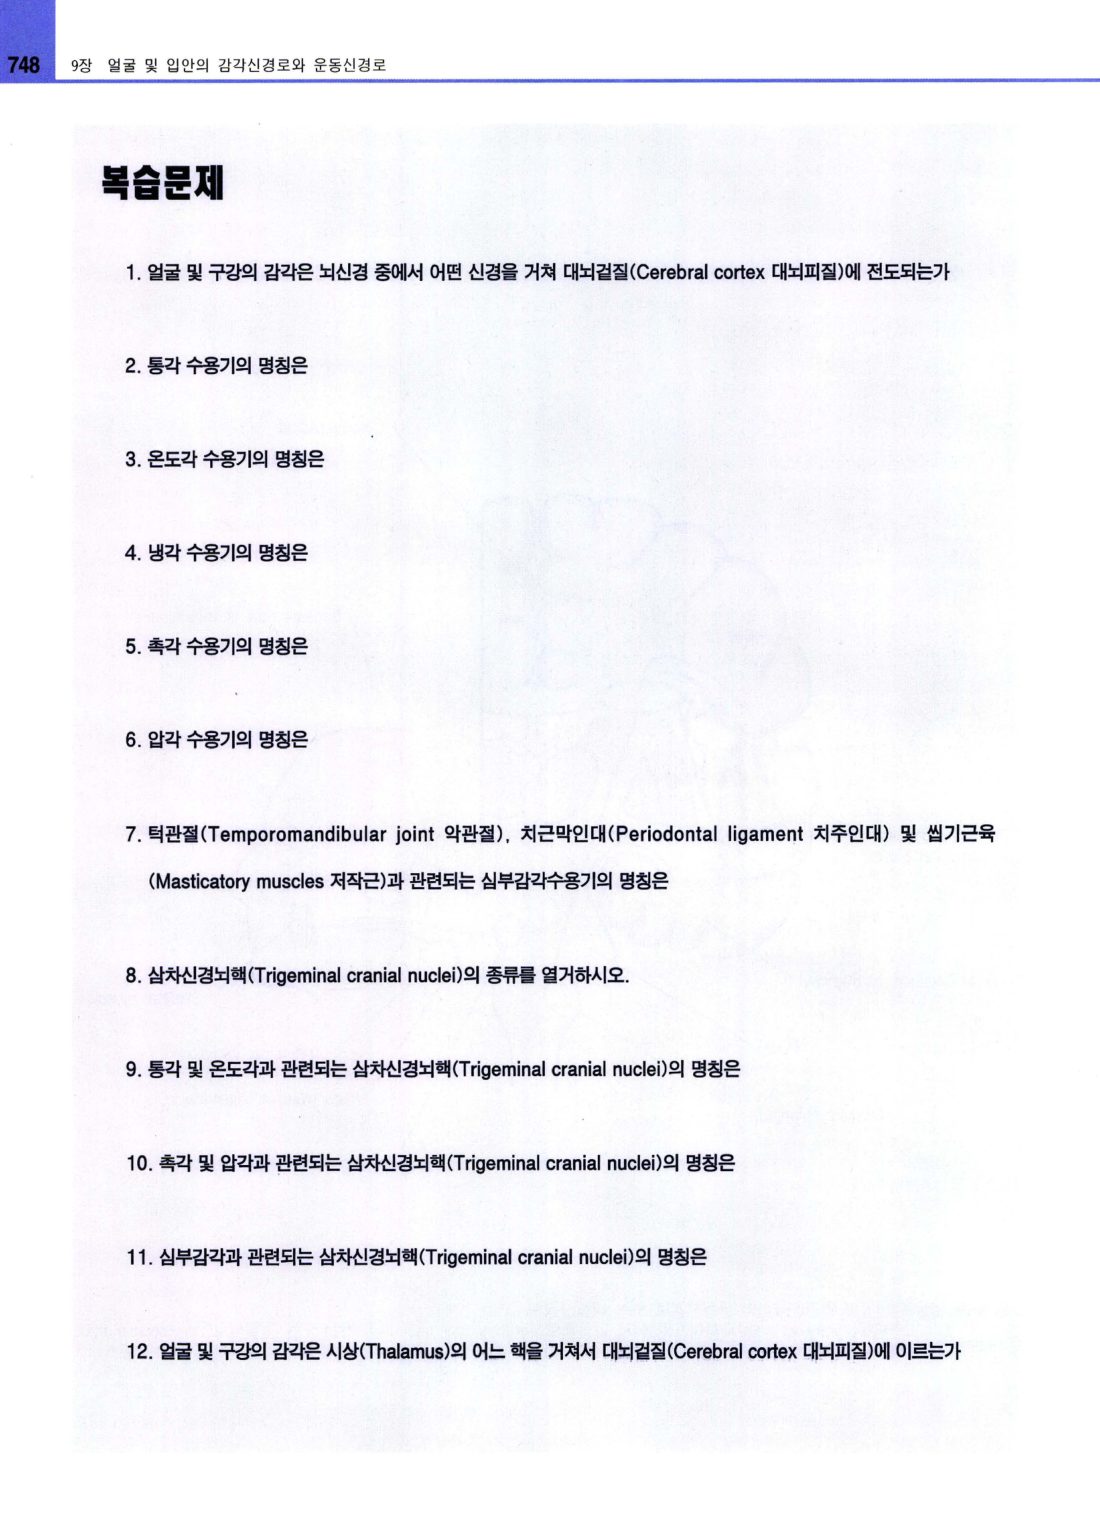 748 9장 얼굴 및 입안의 감각신경로와 운동신경로
복습문제
1. 얼굴 및 구강의 감각은 뇌신경 중에서 어떤 신경을 거쳐 대뇌겉질(Cerebral cortex 대뇌피질)에 전도되는가
2. 통각 수용기의 명칭은
3. 온도각 수용기의 명칭은
4. 냉각 수용기의 명칭은
5. 촉각 수용기의 명칭은
6. 압각 수용기의 명칭은
7. 턱관절(Temporomandibular joint 악관절), 치근막인대(Periodontal ligament 치주인대) 및 씹기근육
(Masticatory muscles 저작근)과 관련되는 심부감각수용기의 명칭은
8. 삼차신경뇌핵(Trigeminal cranial nuclei)의 종류를 열거하시오.
9. 통각 및 온도각과 관련되는 삼차신경뇌핵(Trigeminal cranial nuclei)의 명칭은
10. 촉각 및 압각과 관련되는 삼차신경뇌핵(Trigeminal cranial nuclei)의 명칭은
11. 심부감각과 관련되는 삼차신경뇌핵(Trigeminal cranial nuclei)의 명칭은
12. 얼굴 및 구강의 감각은 시상(Thalamus)의 어느 핵을 거쳐서 대뇌겉질(Cerebral cortex 대뇌피질)에 이르는가